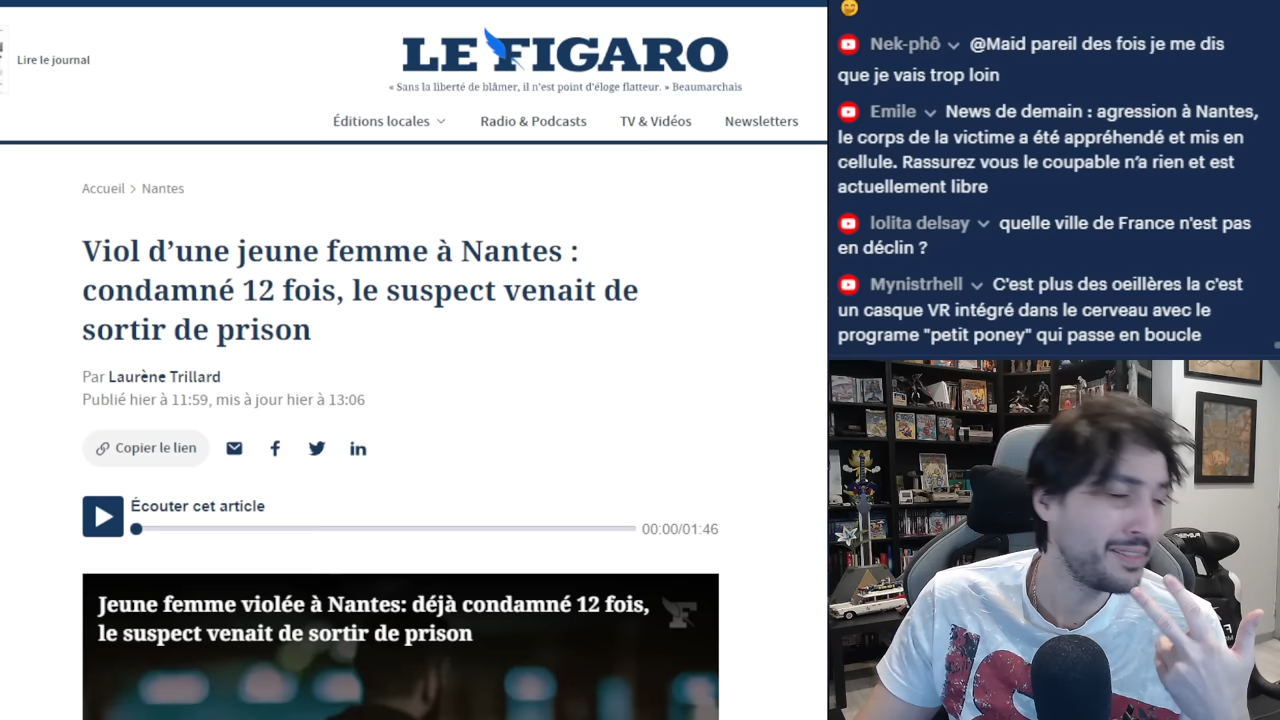 Lire le journal
LE FIGARO
« Sans la liberté de blâmer, il n'est point d'éloge flatteur. » Beaumarchais
Éditions locales
Radio & Podcasts
TV & Vidéos
Newsletters
Accueil > Nantes
Viol d’une jeune femme à Nantes :
condamné 12 fois, le suspect venait de
sortir de prison
Par Laurène Trillard
Publié hier à 11:59, mis à jour hier à 13:06
Copier le lien
Écouter cet article
00:00/01:46
Jeune femme violée à Nantes: déjà condamné 12 fois,
le suspect venait de sortir de prison
Nek-phô @Maid pareil des fois je me dis
que je vais trop loin
Emile News de demain : agression à Nantes,
le corps de la victime a été appréhendé et mis en
cellule. Rassurez vous le coupable n’a rien et est
actuellement libre
lolita delsay quelle ville de France n'est pas
en déclin ?
Mynistrhell C'est plus des oeillères la c'est
un casque VR intégré dans le cerveau avec le
programe "petit poney" qui passe en boucle